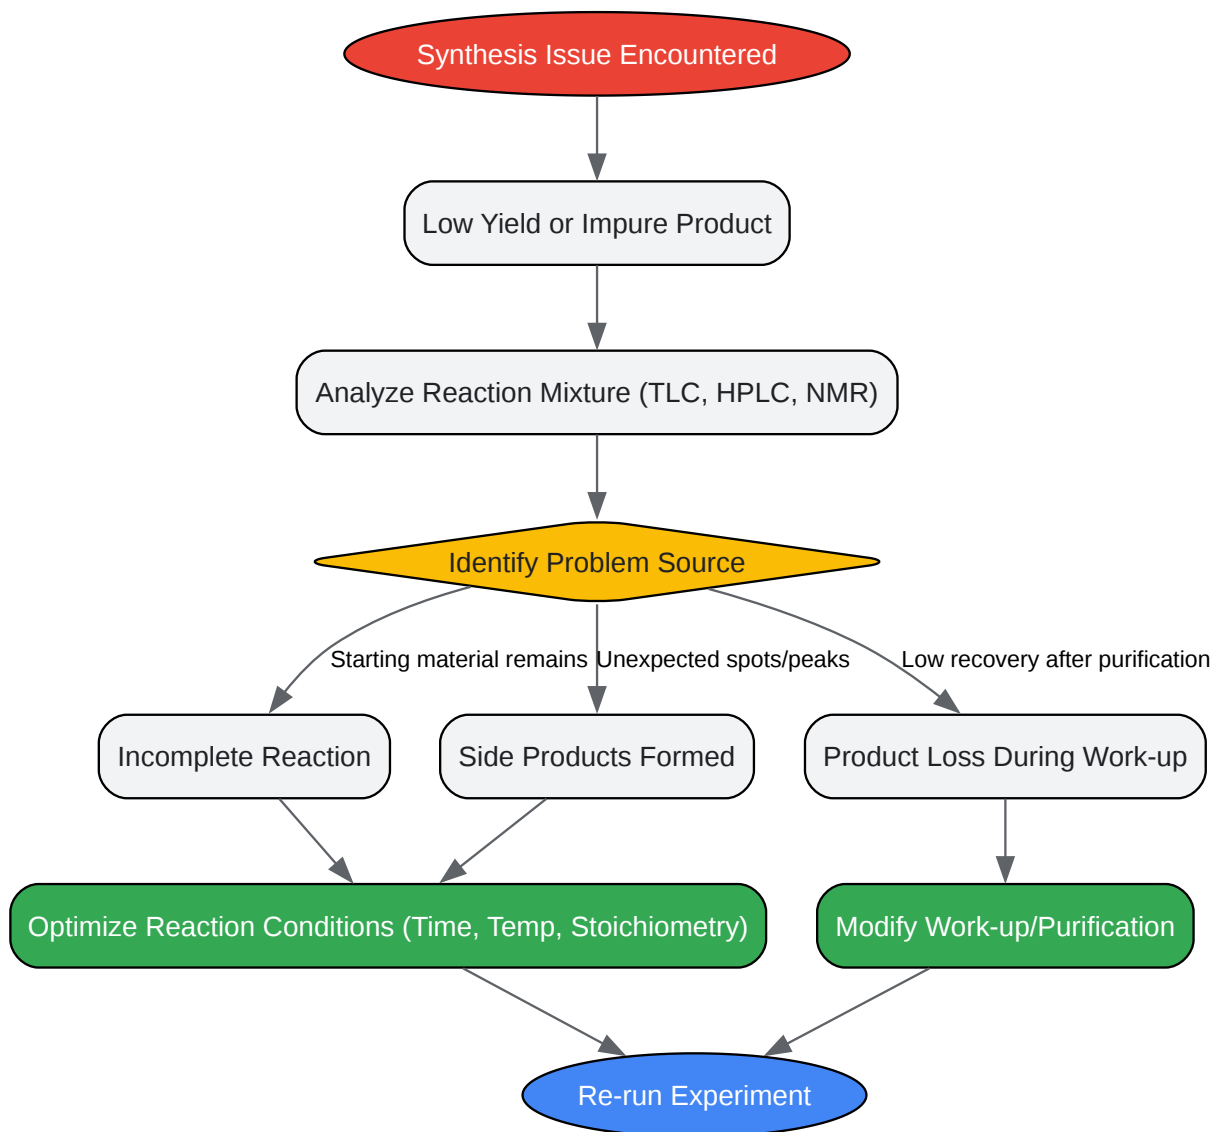 Synthesis Issue Encountered
Low Yield or Impure Product
Analyze Reaction Mixture (TLC, HPLC, NMR)
Identify Problem Source
Starting material remains
Unexpected spots/peaks
Low recovery after purification
Incomplete Reaction
Side Products Formed
Product Loss During Work-up
Optimize Reaction Conditions (Time, Temp, Stoichiometry)
Modify Work-up/Purification
Re-run Experiment